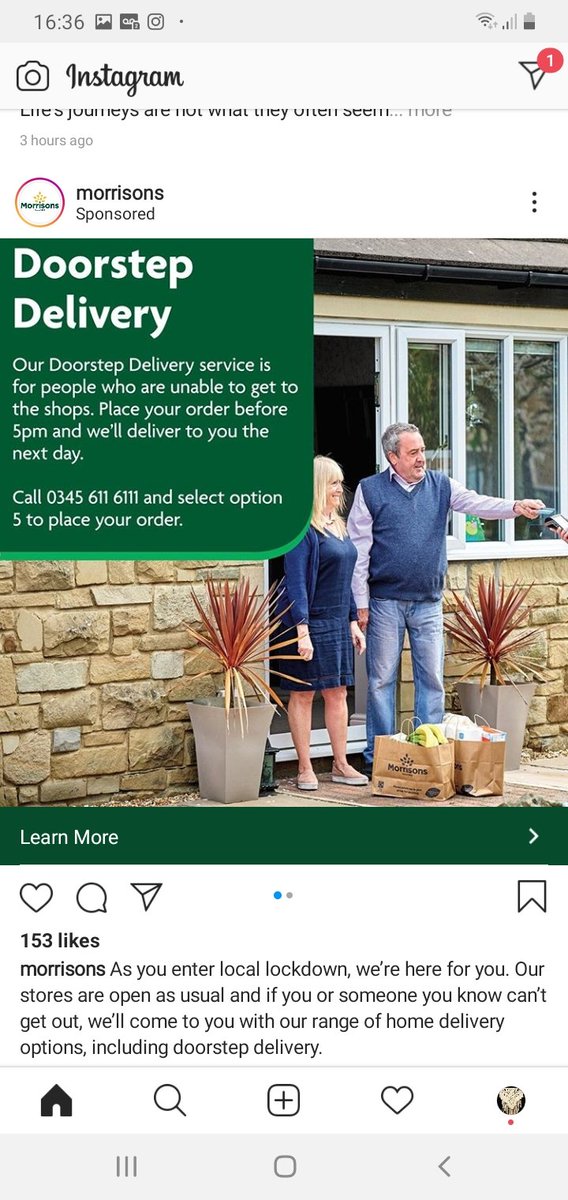 16:36
Instagram
1
Life's journeys are not what they often seem... more
3 hours ago
Morrisons
morrisons
Sponsored
Doorstep
Delivery
Our Doorstep Delivery service is
for people who are unable to get to
the shops. Place your order before
5pm and we'll deliver to you the
next day.
Call 0345 611 6111 and select option
5 to place your order.
Morrisons
Learn More
153 likes
morrisons As you enter local lockdown, we're here for you. Our
stores are open as usual and if you or someone you know can't
get out, we'll come to you with our range of home delivery
options, including doorstep delivery.